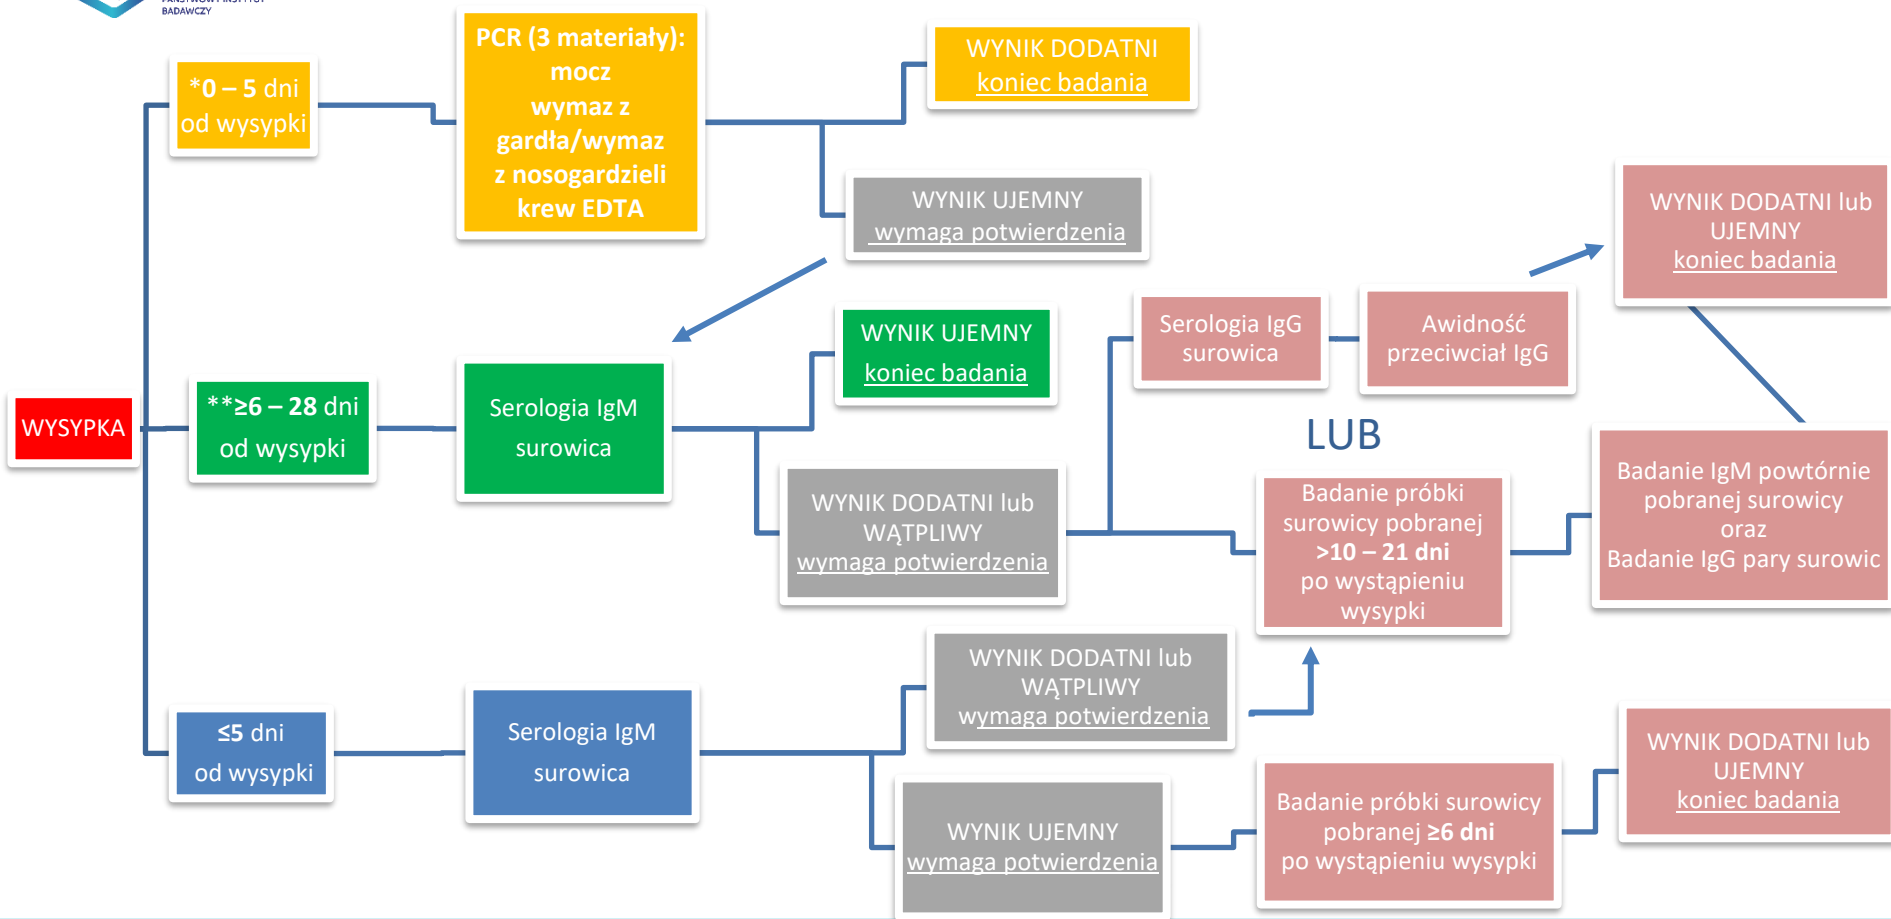 BADAWCZY
*0 – 5 dni
od wysypki
PCR (3 materiały):
mocz
wymaz z
gardła/wymaz
z nosogardzieli
krew EDTA
WYNIK DODATNI
koniec badania
WYNIK UJEMNY
wymaga potwierdzenia
WYSYPKA
**≥6 – 28 dni
od wysypki
Serologia IgM
surowica
WYNIK UJEMNY
koniec badania
WYNIK DODATNI lub
WĄTPLIWY
wymaga potwierdzenia
Serologia IgG
surowica
Awidność
przeciwciał IgG
WYNIK DODATNI lub
UJEMNY
koniec badania
LUB
Badanie próbki
surowicy pobranej
>10 – 21 dni
po wystąpieniu
wysypki
Badanie IgM powtórnie
pobranej surowicy
oraz
Badanie IgG pary surowic
≤5 dni
od wysypki
Serologia IgM
surowica
WYNIK DODATNI lub
WĄTPLIWY
wymaga potwierdzenia
WYNIK UJEMNY
wymaga potwierdzenia
Badanie próbki surowicy
pobranej ≥6 dni
po wystąpieniu wysypki
WYNIK DODATNI lub
UJEMNY
koniec badania